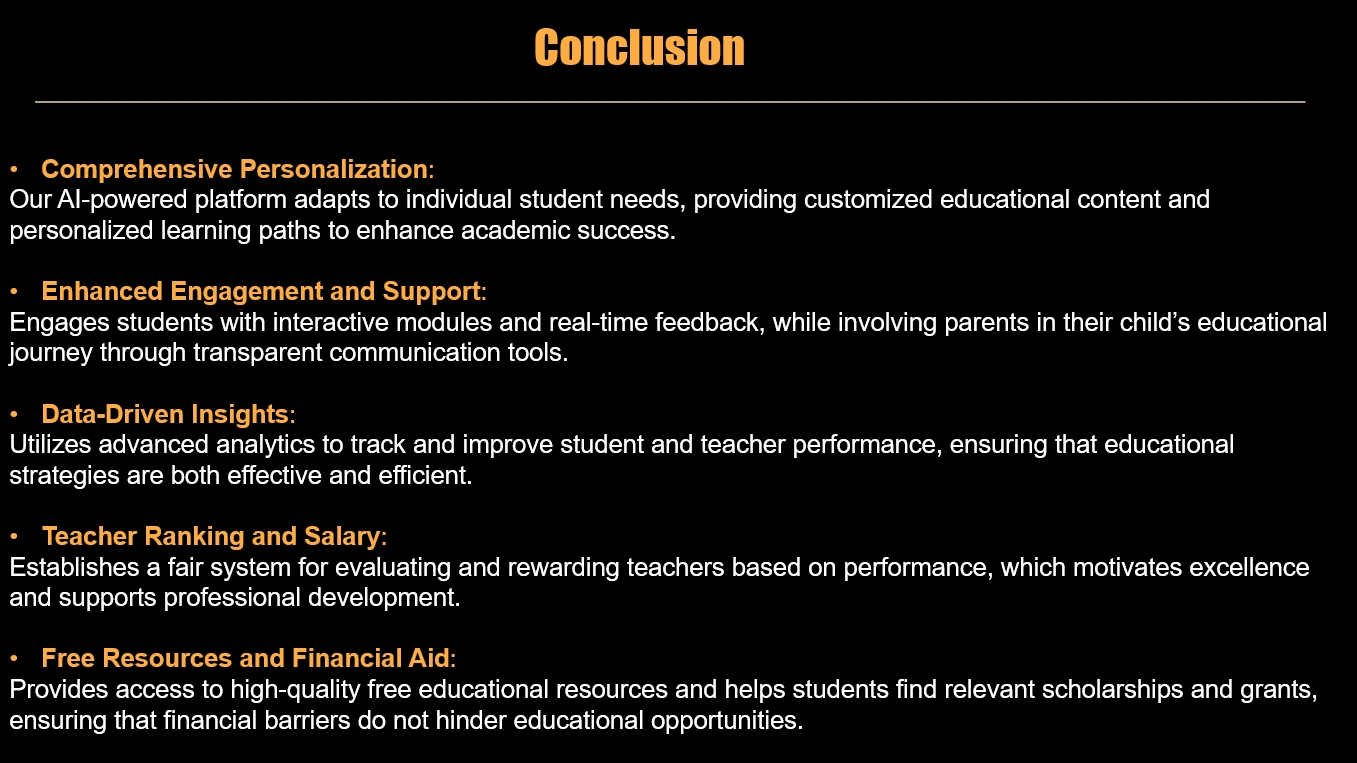 Conclusion
• Comprehensive Personalization:
Our AI-powered platform adapts to individual student needs, providing customized educational content and
personalized learning paths to enhance academic success.
• Enhanced Engagement and Support:
Engages students with interactive modules and real-time feedback, while involving parents in their child’s educational
journey through transparent communication tools.
• Data-Driven Insights:
Utilizes advanced analytics to track and improve student and teacher performance, ensuring that educational
strategies are both effective and efficient.
• Teacher Ranking and Salary:
Establishes a fair system for evaluating and rewarding teachers based on performance, which motivates excellence
and supports professional development.
• Free Resources and Financial Aid:
Provides access to high-quality free educational resources and helps students find relevant scholarships and grants,
ensuring that financial barriers do not hinder educational opportunities.